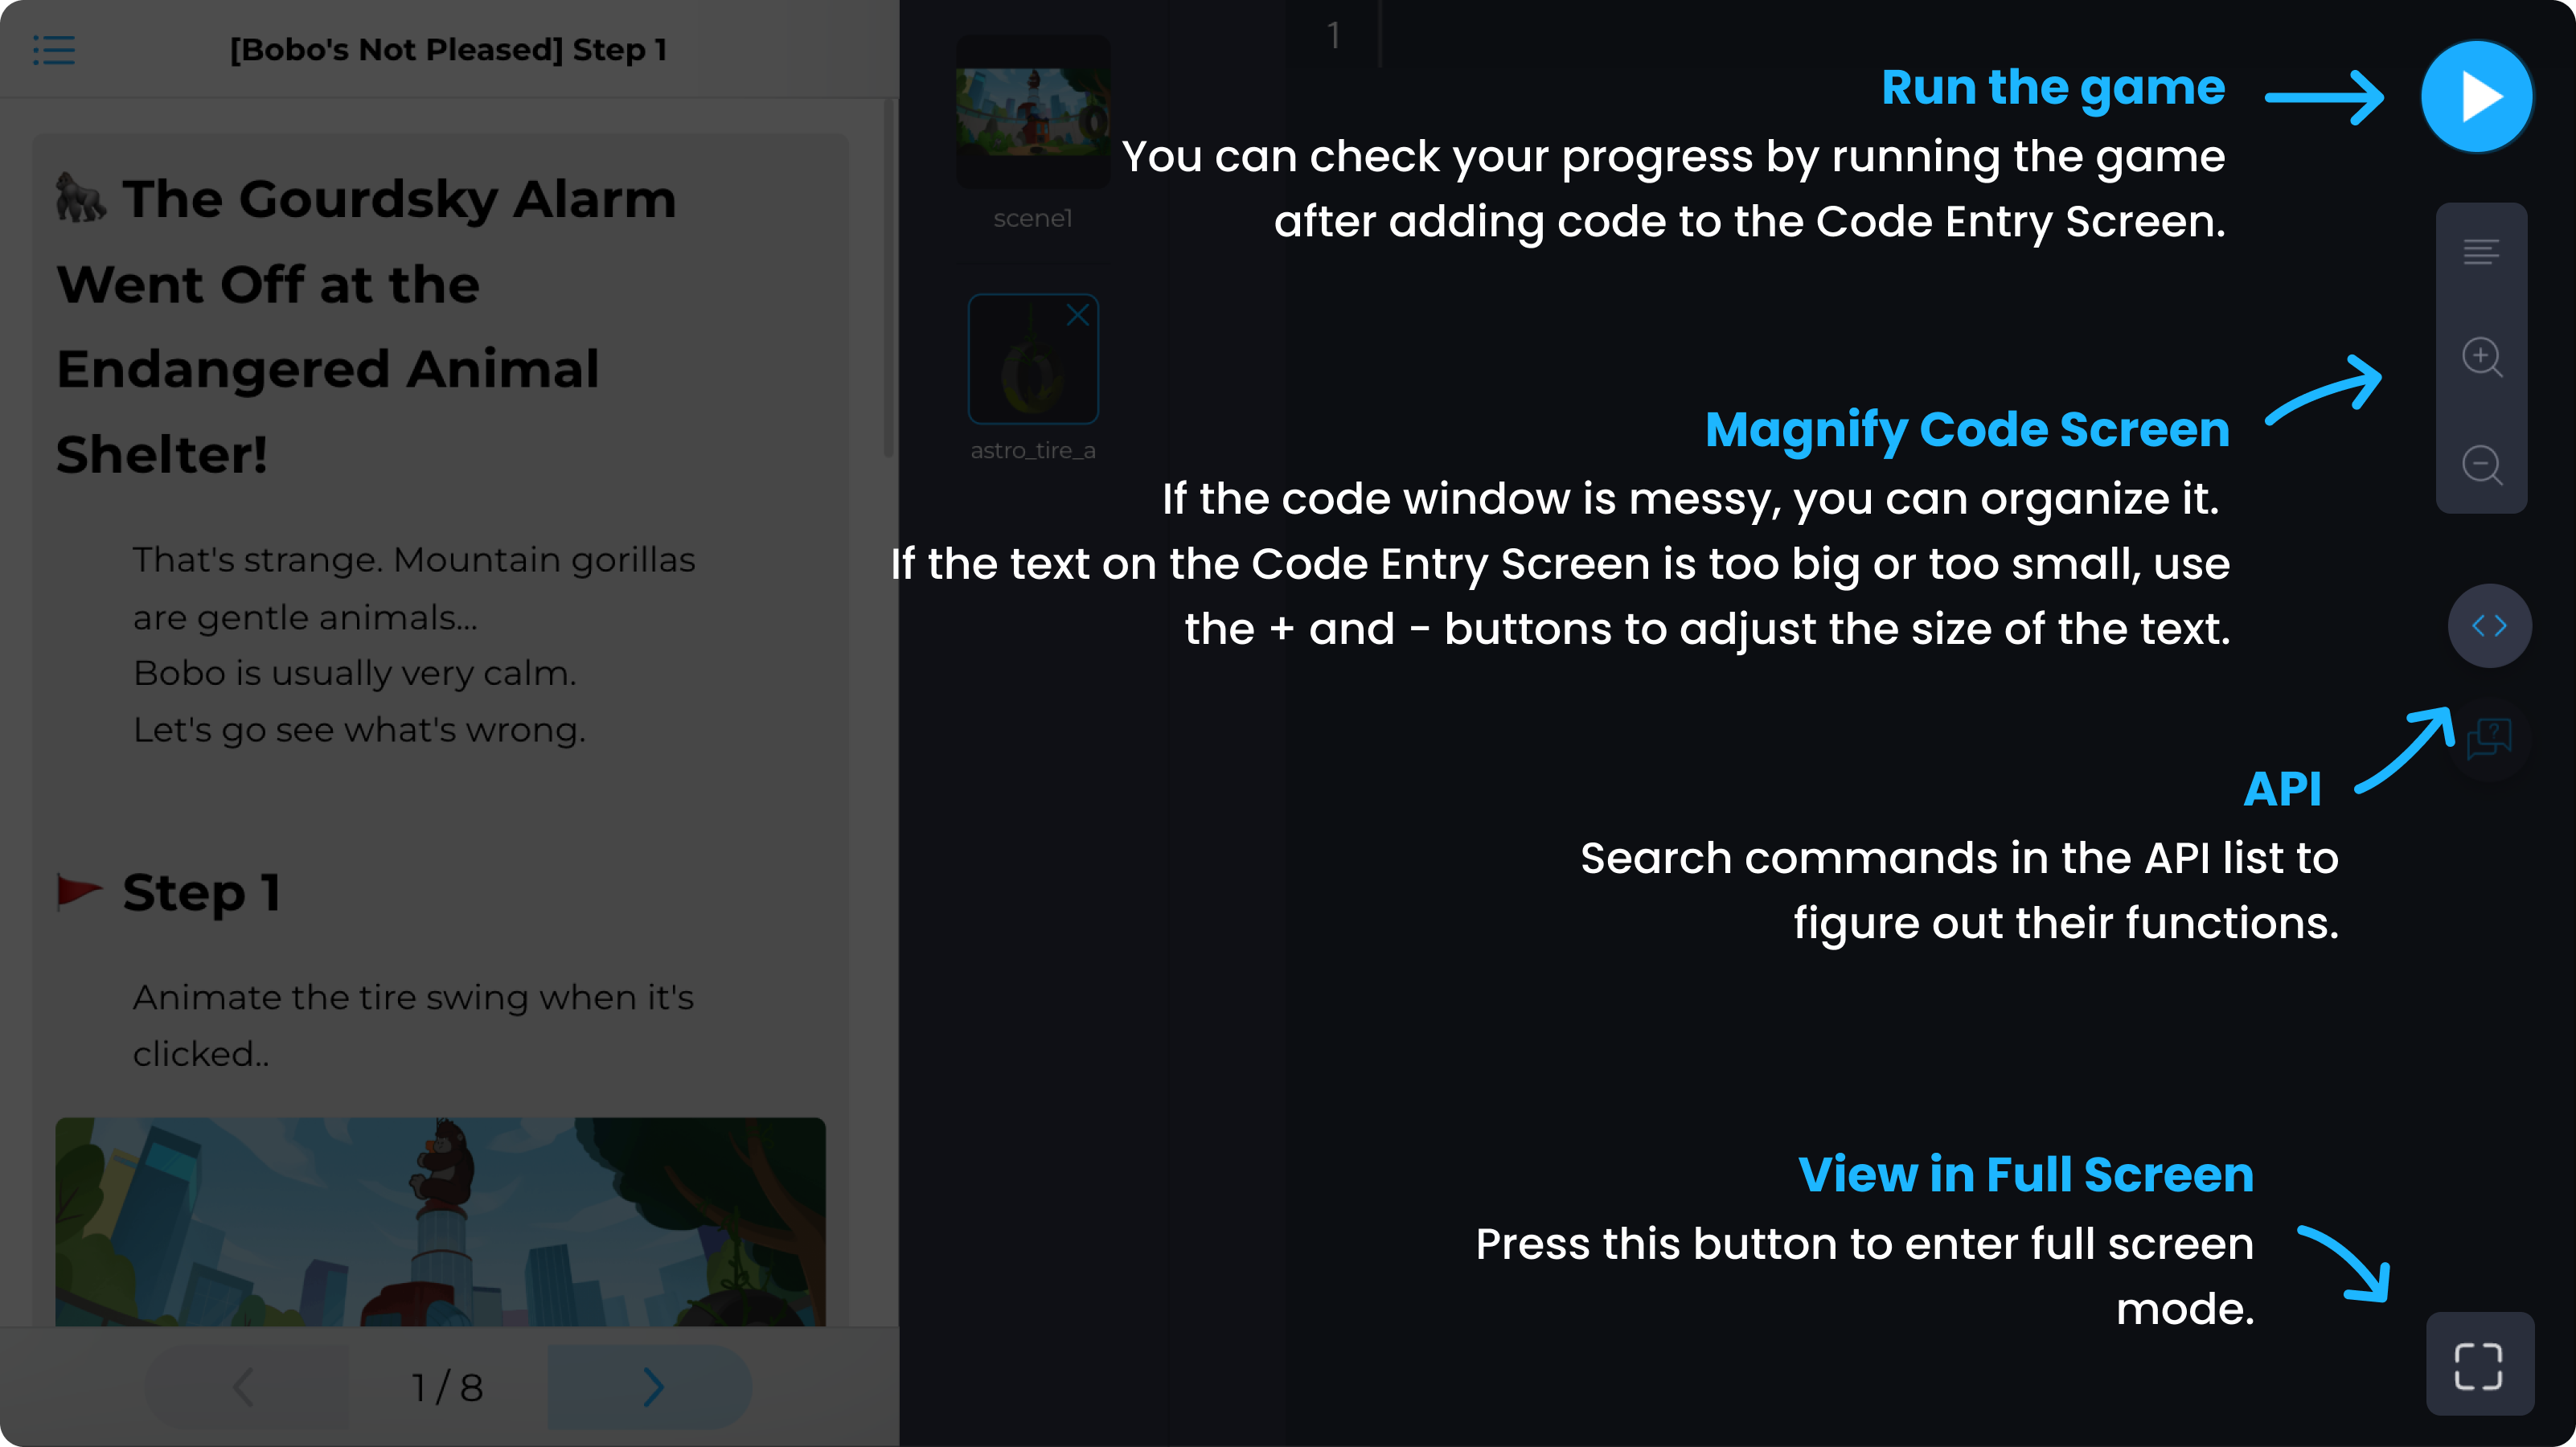 [Bobo's Not Pleased] Step 1
The Gourdsky Alarm
Went Off at the
Endangered Animal
Shelter!
That's strange. Mountain gorillas
are gentle animals...
Bobo is usually very calm.
Let's go see what's wrong.
Step 1
Animate the tire swing when it's
clicked..
1 / 8
scene1
astro_tire_a
1
Run the game
You can check your progress by running the game
after adding code to the Code Entry Screen.
Magnify Code Screen
If the code window is messy, you can organize it.
If the text on the Code Entry Screen is too big or too small, use
the + and - buttons to adjust the size of the text.
API
Search commands in the API list to
figure out their functions.
View in Full Screen
Press this button to enter full screen
mode.